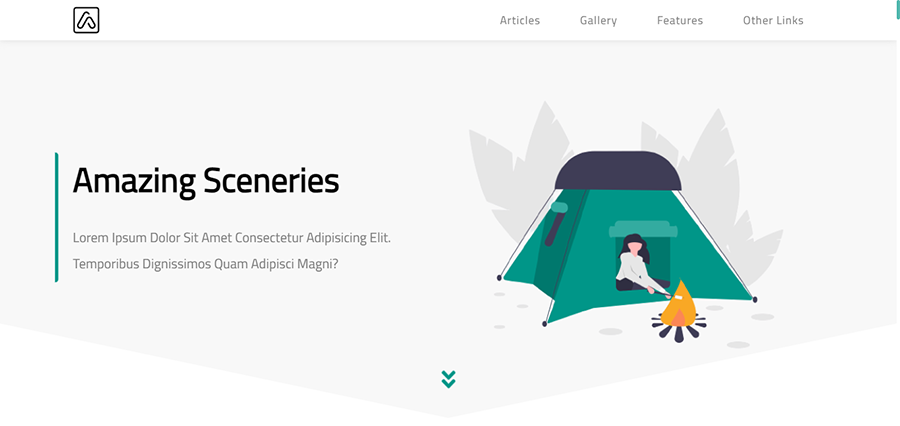 Articles
Gallery
Features
Other Links
Amazing Sceneries
Lorem Ipsum Dolor Sit Amet Consectetur Adipisicing Elit.
Temporibus Dignissimos Quam Adipisci Magni?